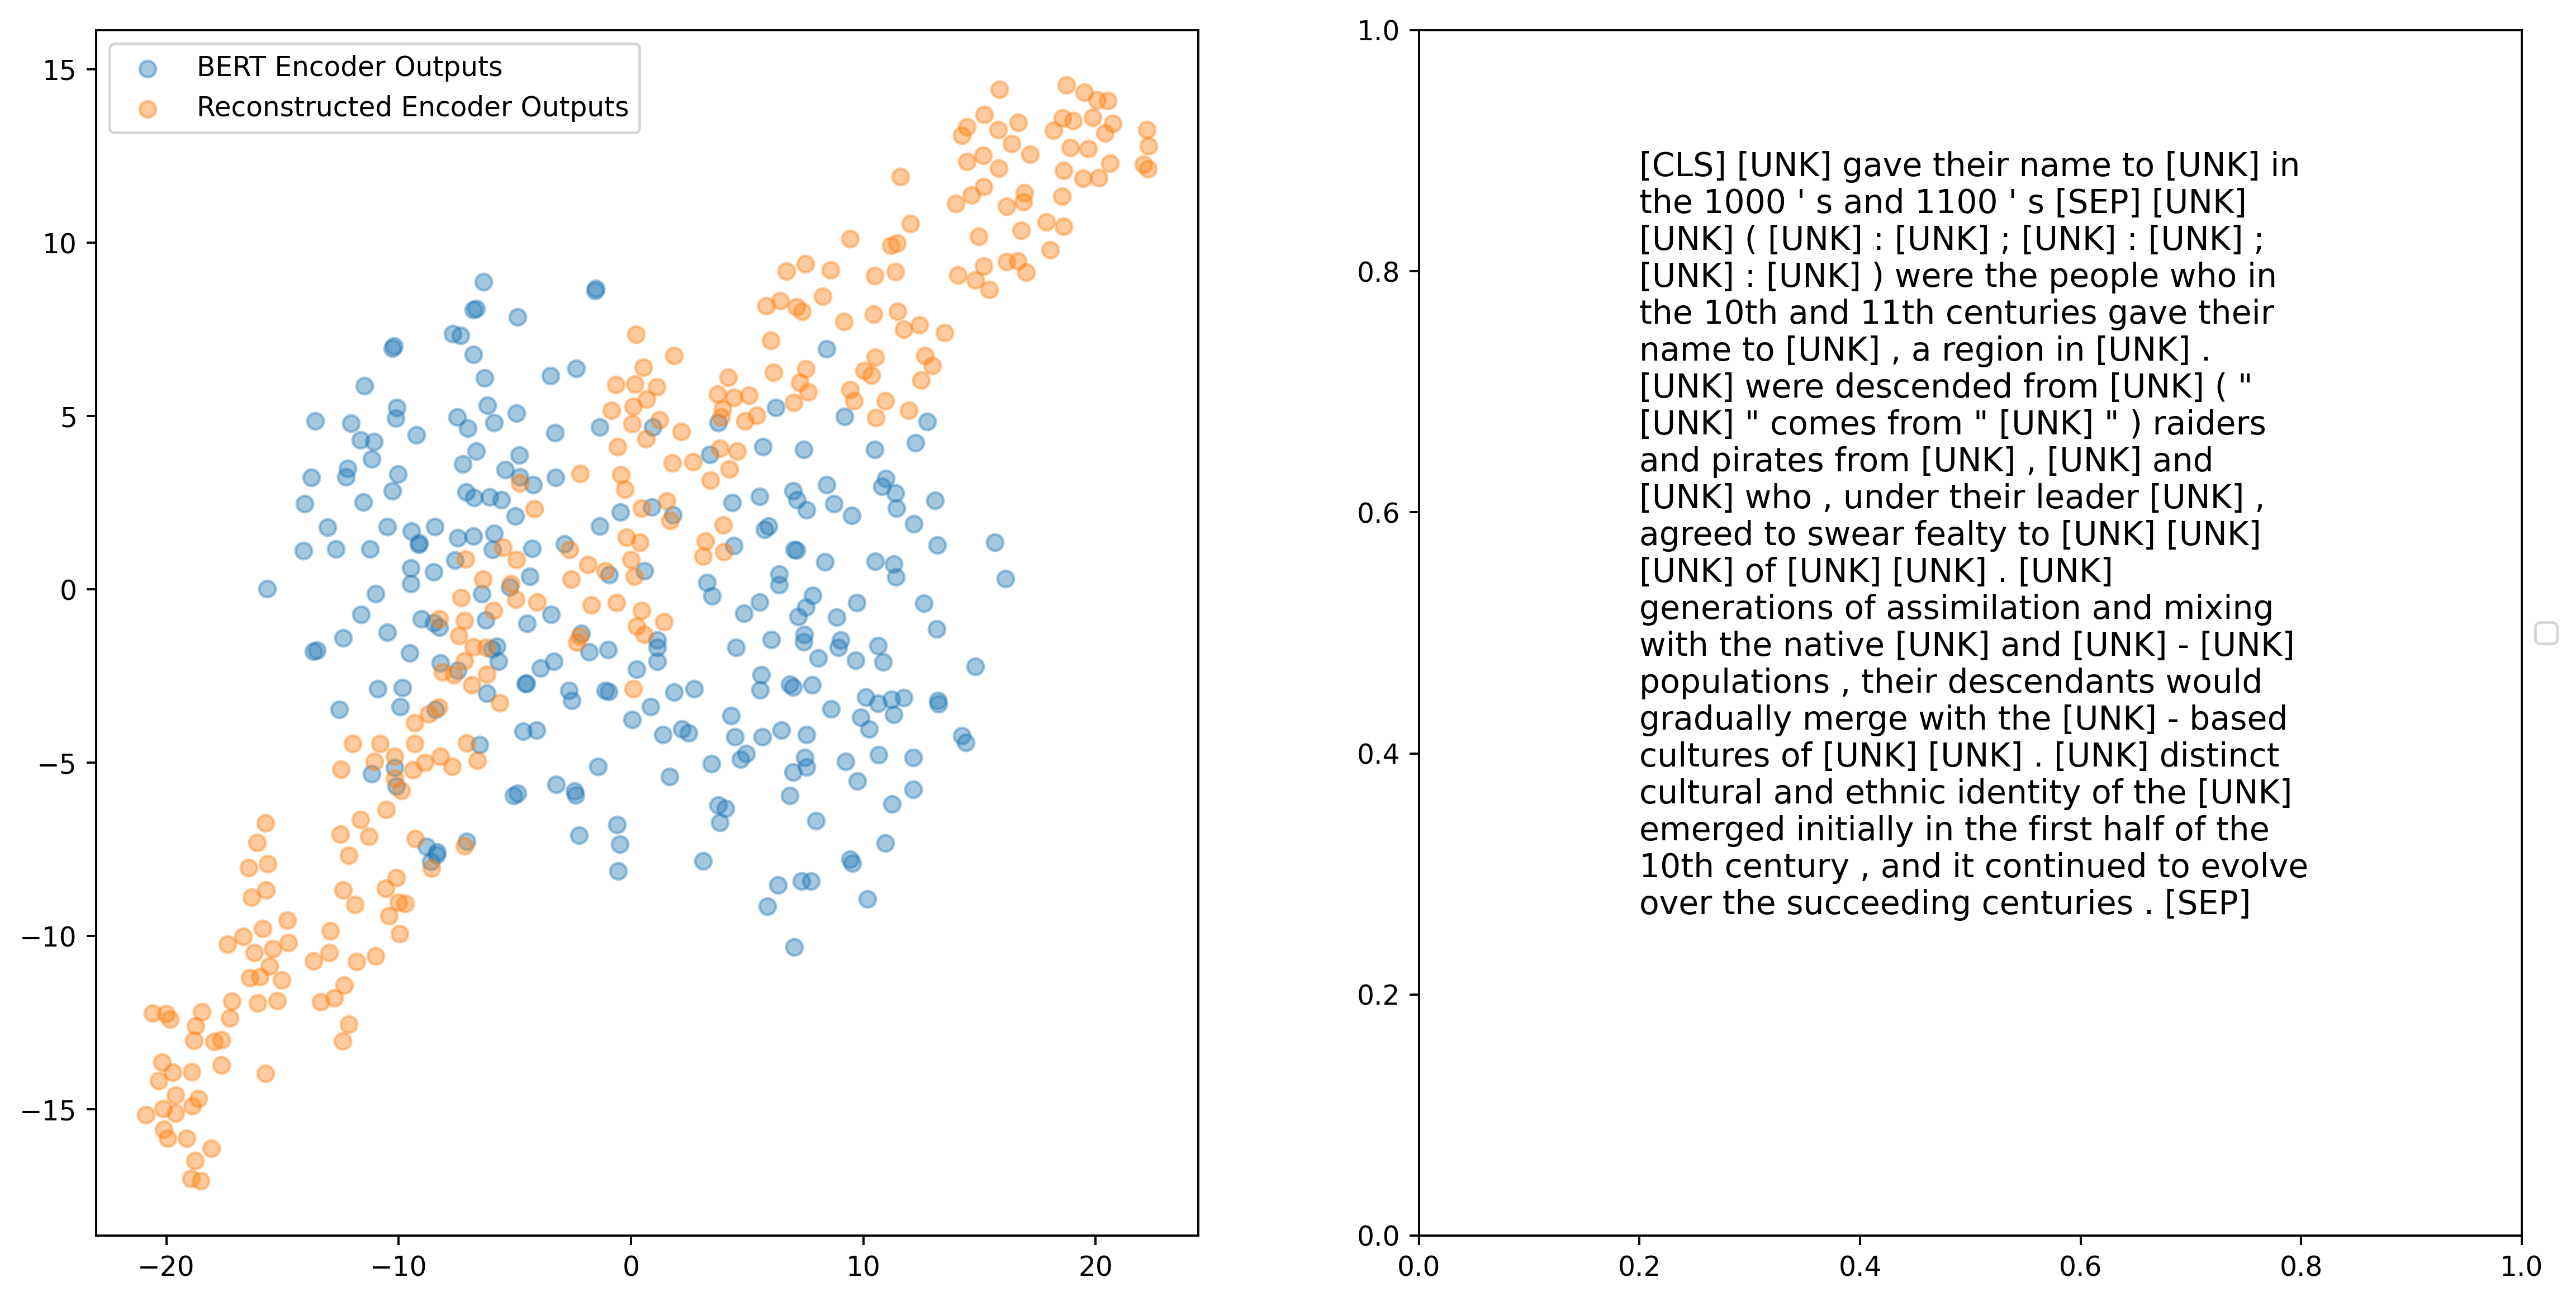 BERT Encoder Outputs
Reconstructed Encoder Outputs
15
10
5
0
−5
−10
−15
−20
−10
0
10
20
1.0
0.8
0.6
0.4
0.2
0.0
0.0
0.2
0.4
0.6
0.8
1.0
[CLS] [UNK] gave their name to [UNK] in
the 1000 ' s and 1100 ' s [SEP] [UNK]
[UNK] ( [UNK] : [UNK] ; [UNK] : [UNK] ;
[UNK] : [UNK] ) were the people who in
the 10th and 11th centuries gave their
name to [UNK] , a region in [UNK] .
[UNK] were descended from [UNK] ( "
[UNK] " comes from " [UNK] " ) raiders
and pirates from [UNK] , [UNK] and
[UNK] who , under their leader [UNK] ,
agreed to swear fealty to [UNK] [UNK]
[UNK] of [UNK] [UNK] . [UNK]
generations of assimilation and mixing
with the native [UNK] and [UNK] - [UNK]
populations , their descendants would
gradually merge with the [UNK] - based
cultures of [UNK] [UNK] . [UNK] distinct
cultural and ethnic identity of the [UNK]
emerged initially in the first half of the
10th century , and it continued to evolve
over the succeeding centuries . [SEP]